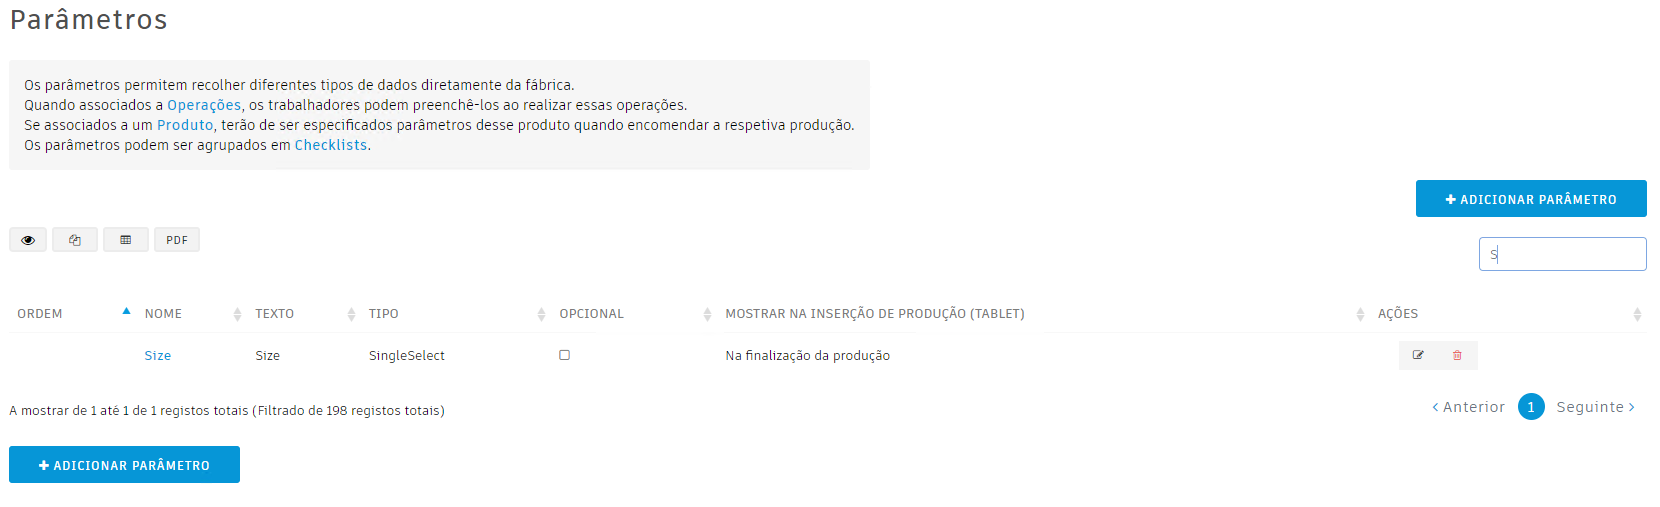 Parâmetros
Os parâmetros permitem recolher diferentes tipos de dados diretamente da fábrica.
Quando associados a Operações, os trabalhadores podem preenchê-los ao realizar essas operações.
Se associados a um Produto, terão de ser especificados parâmetros desse produto quando encomendar a respetiva produção.
Os parâmetros podem ser agrupados em Checklists.
ADICIONAR PARÂMETRO
PDF
S
ORDEM NOME TEXTO TIPO OPCIONAL MOSTRAR NA INSERÇÃO DE PRODUÇÃO (TABLET) AÇÕES
Size Size SingleSelect Na finalização da produção
A mostrar de 1 até 1 de 1 registos totais (Filtrado de 198 registos totais)
Anterior 1 Seguinte
ADICIONAR PARÂMETRO